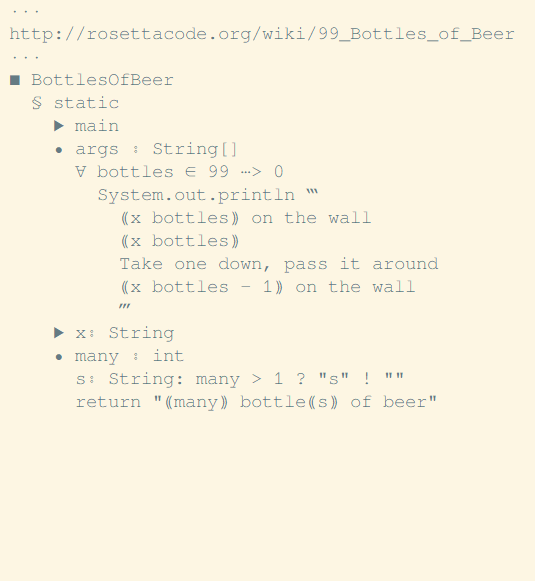 ···
http://rosettacode.org/wiki/99_Bottles_of_Beer
···
■ BottlesOfBeer
§ static
▶ main
• args ⦂ String[]
∀ bottles ∈ 99 ⋯> 0
System.out.println ‟‘
⸨x bottles⸩ on the wall
⸨x bottles⸩
Take one down, pass it around
⸨x bottles - 1⸩ on the wall
’”
▶ x⦂ String
• many ⦂ int
s⦂ String: many > 1 ? "s" ! ""
return "⸨many⸩ bottle⸨s⸩ of beer"